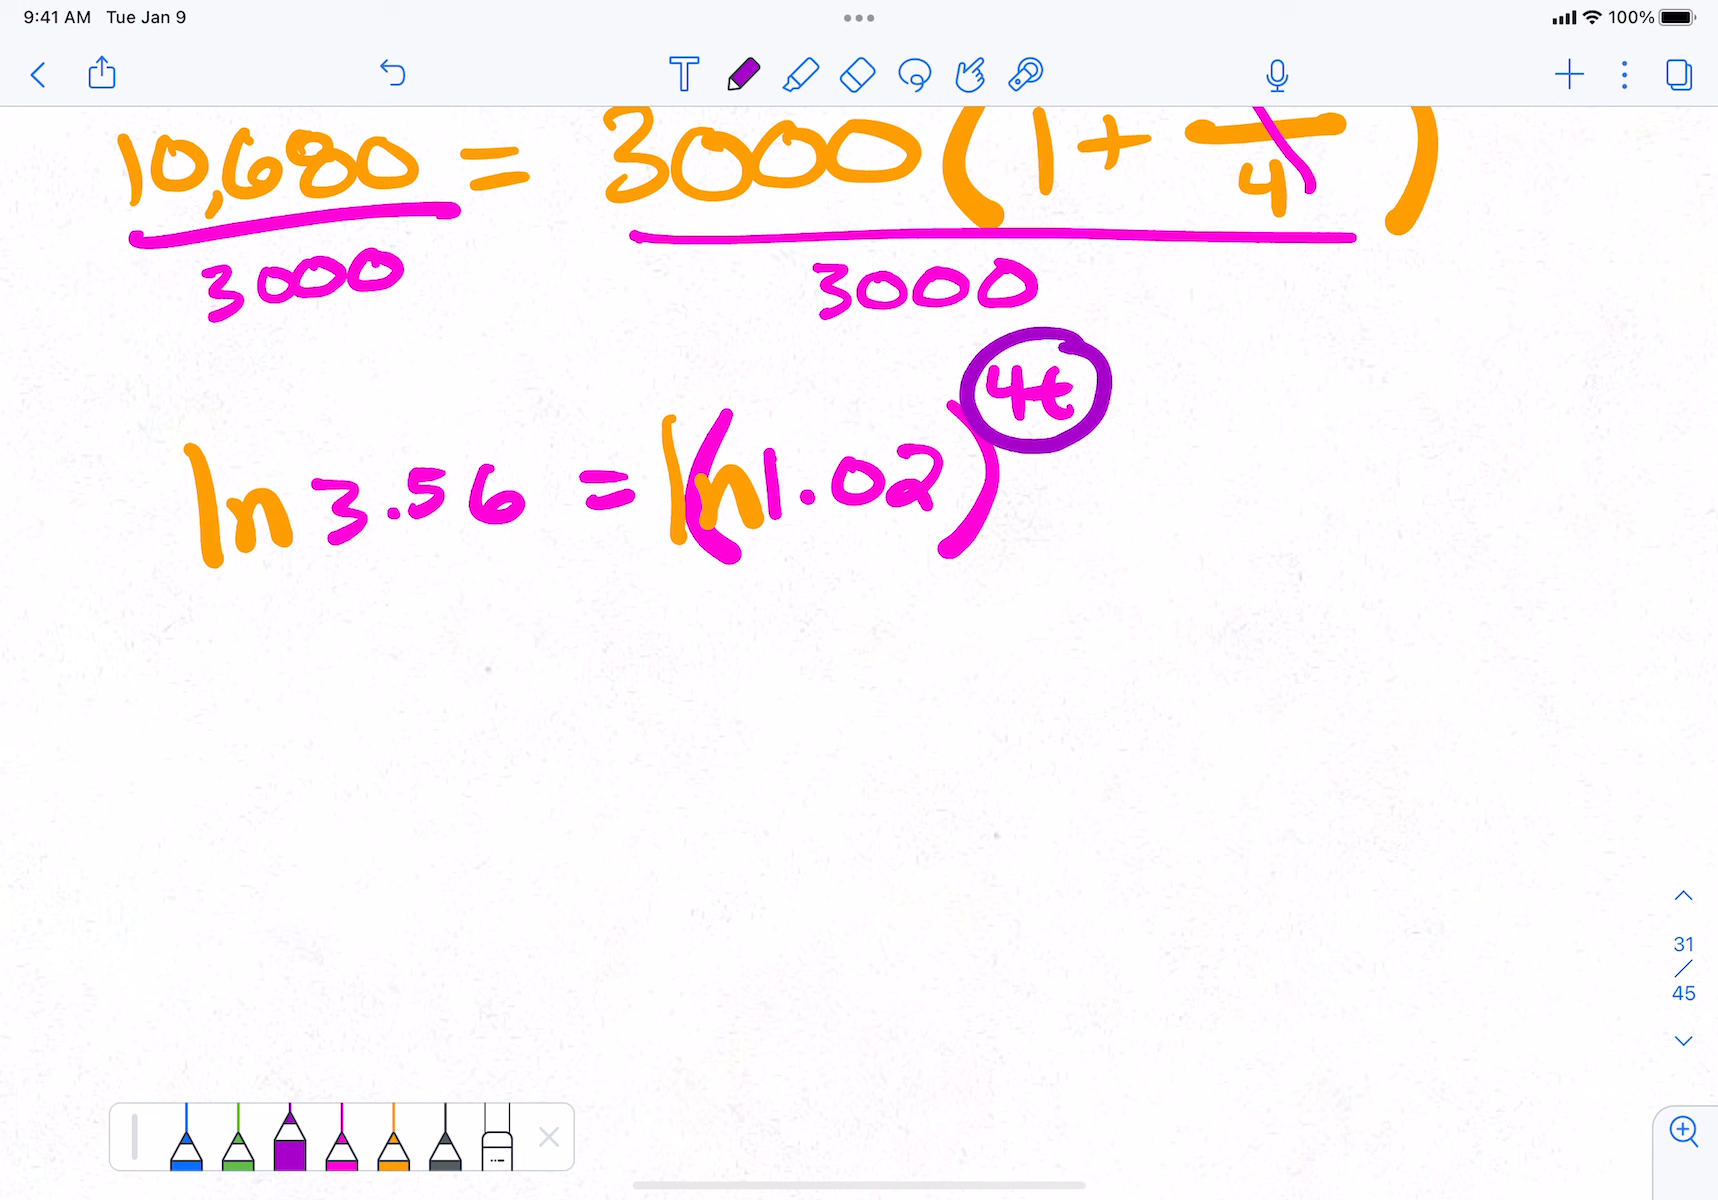 9:41 AM Tue Jan 9
100%
T
10,680 = 3000 ( 1 + 4 )
3000 3000
4t
ln 3.56 = ln(1.02)
31
/
45